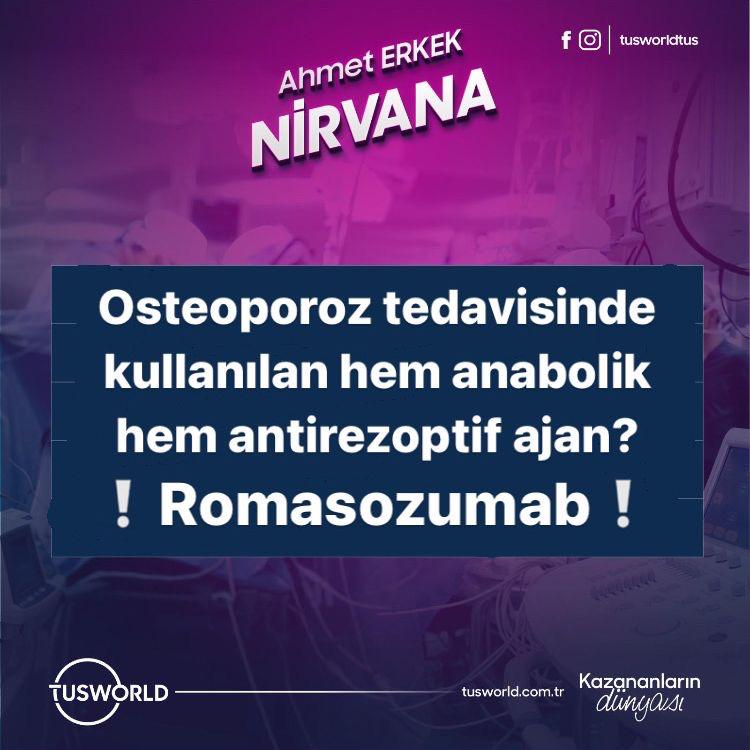 tusworldtus
Ahmet ERKEK
NİRVANA
Osteoporoz tedavisinde
kullanılan hem anabolik
hem antirezoptif ajan?
❕Romasozumab❕
TUSWORLD
tusworld.com.tr
Kazananların
dünyası